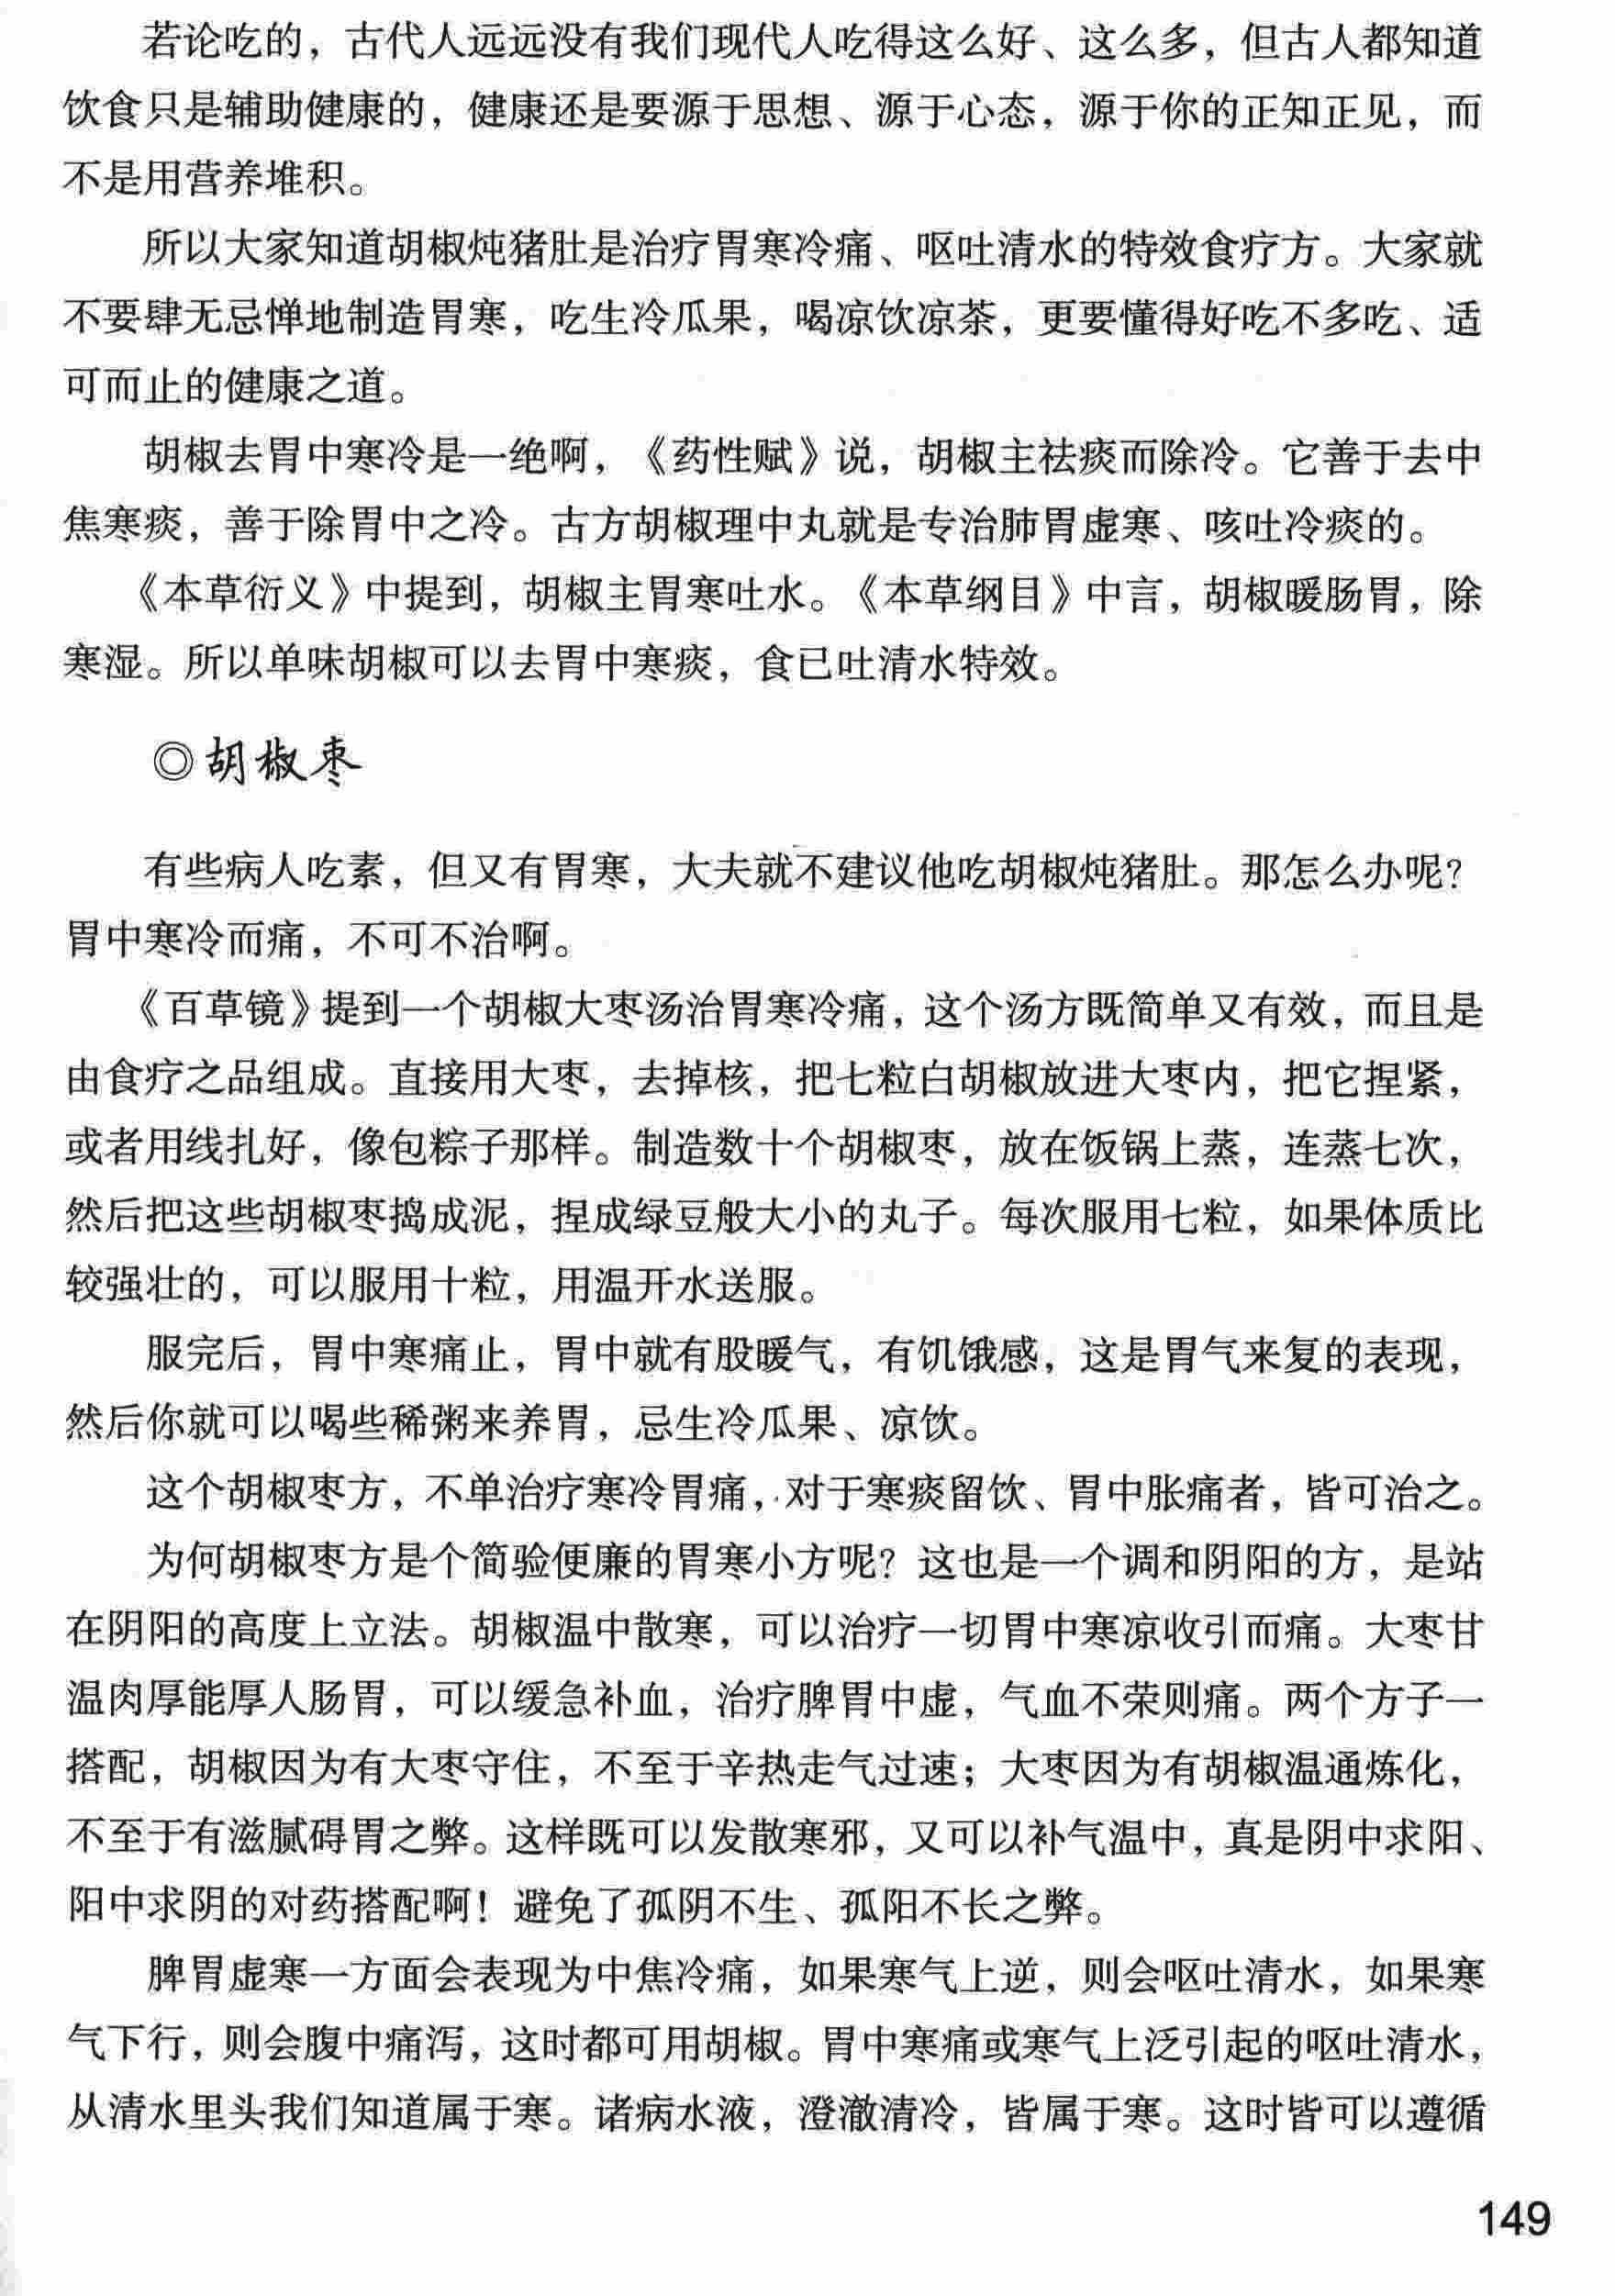 若论吃的，古代人远远没有我们现代人吃得这么好、这么多，但古人都知道
饮食只是辅助健康的，健康还是要源于思想、源于心态，源于你的正知正见，而
不是用营养堆积。
所以大家知道胡椒炖猪肚是治疗胃寒冷痛、呕吐清水的特效食疗方。大家就
不要肆无忌惮地制造胃寒，吃生冷瓜果，喝凉饮凉茶，更要懂得好吃不多吃、适
可而止的健康之道。
胡椒去胃中寒冷是一绝啊，《药性赋》说，胡椒主祛痰而除冷。它善于去中
焦寒痰，善于除胃中之冷。古方胡椒理中丸就是专治肺胃虚寒、咳吐冷痰的。
《本草衍义》中提到，胡椒主胃寒吐水。《本草纲目》中言，胡椒暖肠胃，除
寒湿。所以单味胡椒可以去胃中寒痰，食已吐清水特效。
◎胡椒枣
有些病人吃素，但又有胃寒，大夫就不建议他吃胡椒炖猪肚。那怎么办呢？
胃中寒冷而痛，不可不治啊。
《百草镜》提到一个胡椒大枣汤治胃寒冷痛，这个汤方既简单又有效，而且是
由食疗之品组成。直接用大枣，去掉核，把七粒白胡椒放进大枣内，把它捏紧，
或者用线扎好，像包粽子那样。制造数十个胡椒枣，放在饭锅上蒸，连蒸七次，
然后把这些胡椒枣捣成泥，捏成绿豆般大小的丸子。每次服用七粒，如果体质比
较强壮的，可以服用十粒，用温开水送服。
服完后，胃中寒痛止，胃中就有股暖气，有饥饿感，这是胃气来复的表现，
然后你就可以喝些稀粥来养胃，忌生冷瓜果、凉饮。
这个胡椒枣方，不单治疗寒冷胃痛，对于寒痰留饮、胃中胀痛者，皆可治之。
为何胡椒枣方是个简验便廉的胃寒小方呢？这也是一个调和阴阳的方，是站
在阴阳的高度上立法。胡椒温中散寒，可以治疗一切胃中寒凉收引而痛。大枣甘
温肉厚能厚人肠胃，可以缓急补血，治疗脾胃中虚，气血不荣则痛。两个方子一
搭配，胡椒因为有大枣守住，不至于辛热走气过速；大枣因为有胡椒温通炼化，
不至于有滋腻碍胃之弊。这样既可以发散寒邪，又可以补气温中，真是阴中求阳、
阳中求阴的对药搭配啊！避免了孤阴不生、孤阳不长之弊。
脾胃虚寒一方面会表现为中焦冷痛，如果寒气上逆，则会呕吐清水，如果寒
气下行，则会腹中痛泻，这时都可用胡椒。胃中寒痛或寒气上泛引起的呕吐清水，
从清水里头我们知道属于寒。诸病水液，澄澈清冷，皆属于寒。这时皆可以遵循
149